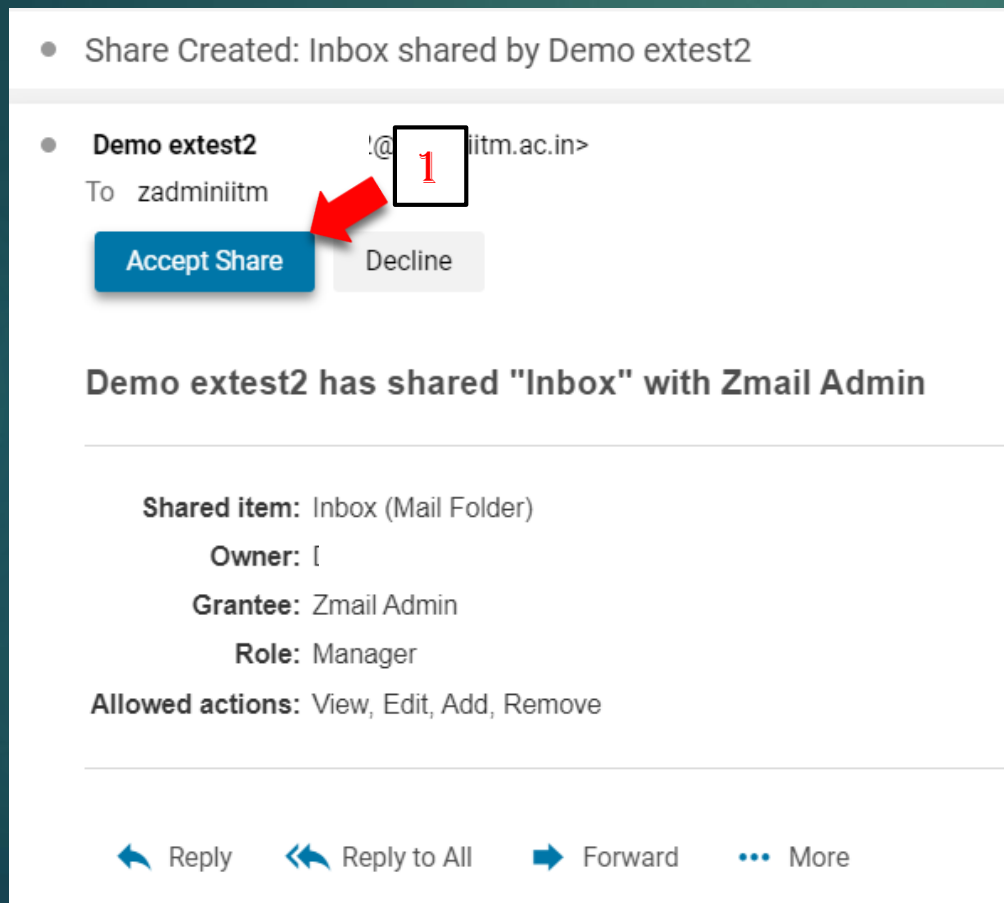 Share Created: Inbox shared by Demo extest2
Demo extest2 iitm.ac.in>
1
To zadminiitm
Accept Share Decline
Demo extest2 has shared "Inbox" with Zmail Admin
Shared item: Inbox (Mail Folder)
Owner:
Grantee: Zmail Admin
Role: Manager
Allowed actions: View, Edit, Add, Remove
Reply Reply to All Forward More